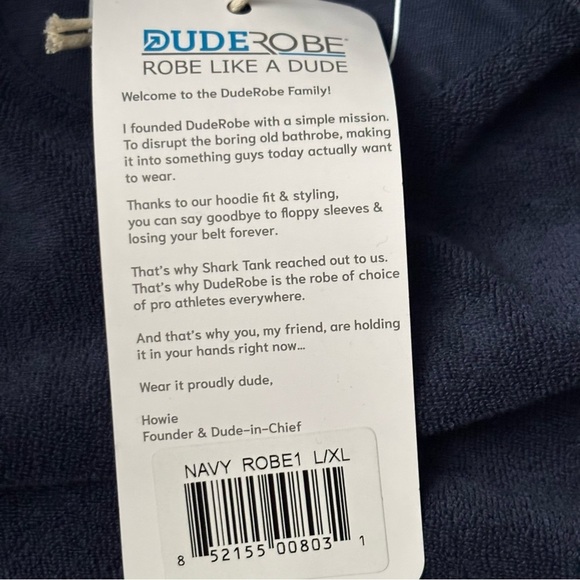 DUDEROBE
ROBE LIKE A DUDE
Welcome to the DudeRobe Family!
I founded DudeRobe with a simple mission.
To disrupt the boring old bathrobe, making
it into something guys today actually want
to wear.
Thanks to our hoodie fit & styling,
you can say goodbye to floppy sleeves &
losing your belt forever.
That's why Shark Tank reached out to us.
That's why DudeRobe is the robe of choice
of pro athletes everywhere.
And that's why you, my friend, are holding
it in your hands right now...
Wear it proudly dude,
Howie
Founder & Dude-in-Chief
NAVY ROBE1 L/XL
8 52155 00803 1